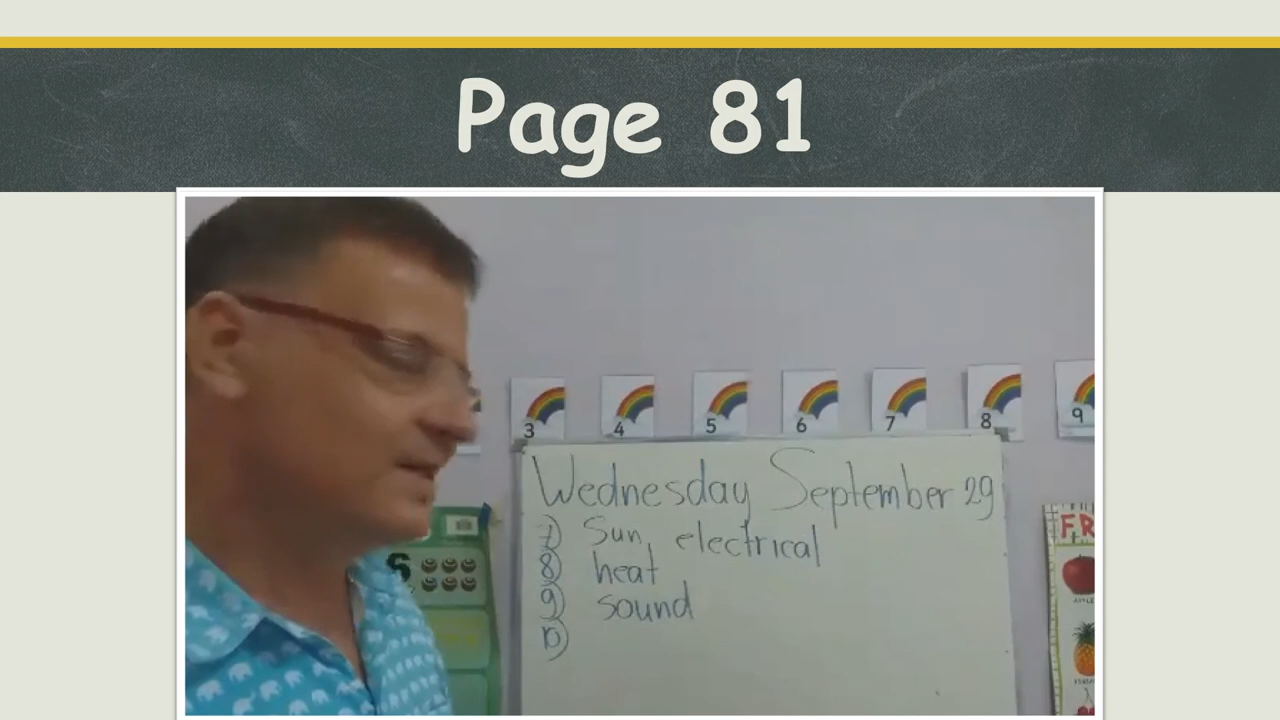 Page 81
3 4 5 6 7 8 9
Wednesday September 29
7) Sun, electrical
8) heat
9) sound
10)
FR